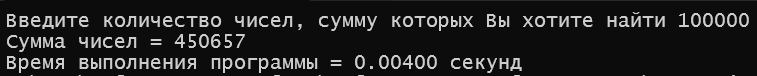 Введите количество чисел, сумму которых Вы хотите найти 100000
Сумма чисел = 450657
Время выполнения программы = 0.00400 секунд